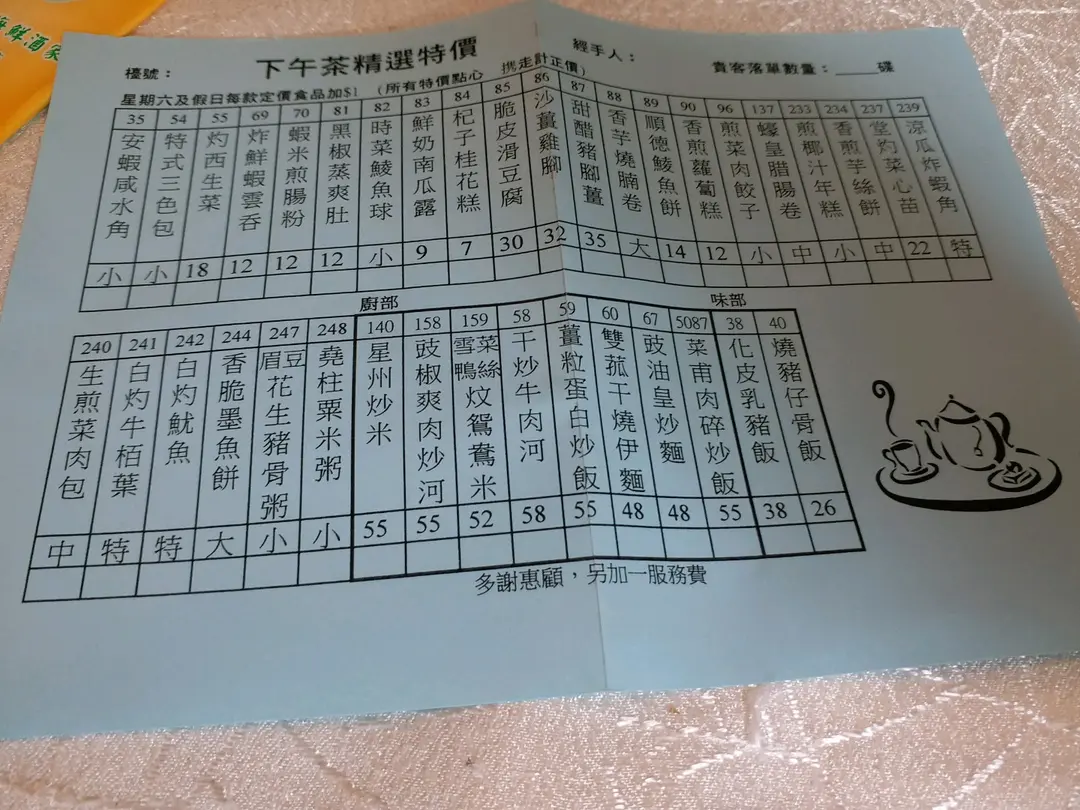 海鮮酒家
檯號：
下午茶精選特價
經手人：
貴客落單數量：____碟
星期六及假日每款定價食品加$1 (所有特價點心 携走計正價)
35 54 55 69 70 81 82 83 84 85 86 87 88 89 90 96 137 233 234 237 239
安蝦咸水角
特式三色包
灼西生菜
炸鮮蝦雲吞
蝦米煎腸粉
黑椒蒸爽肚
時菜鯪魚球
鮮奶南瓜露
杞子桂花糕
脆皮滑豆腐
沙薑雞腳
甜醋豬腳薑
香芋燒腩卷
順德鯪魚餅
香煎蘿蔔糕
煎菜肉餃子
蠔皇腊腸卷
煎椰汁年糕
香煎芋絲餅
堂灼菜心苗
涼瓜炸蝦角
小 小 18 12 12 12 小 9 7 30 32 35 大 14 12 小 中 小 中 22 特
廚部
味部
240 241 242 244 247 248 140 158 159 58 59 60 67 5087 38 40
生煎菜肉包
白灼牛栢葉
白灼魷魚
香脆墨魚餅
眉豆花生豬骨粥
堯柱粟米粥
星州炒米
豉椒爽肉炒河
雪菜鴨絲炆鴛鴦米
干炒牛肉河
薑粒蛋白炒飯
雙菰干燒伊麵
豉油皇炒麵
菜甫肉碎炒飯
化皮乳豬飯
燒豬仔骨飯
中 特 特 大 小 小 55 55 52 58 55 48 48 55 38 26
多謝惠顧，另加一服務費